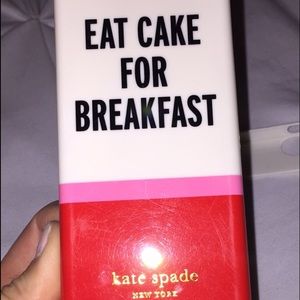 EAT CAKE
FOR
BREAKFAST
kate spade
NEW YORK